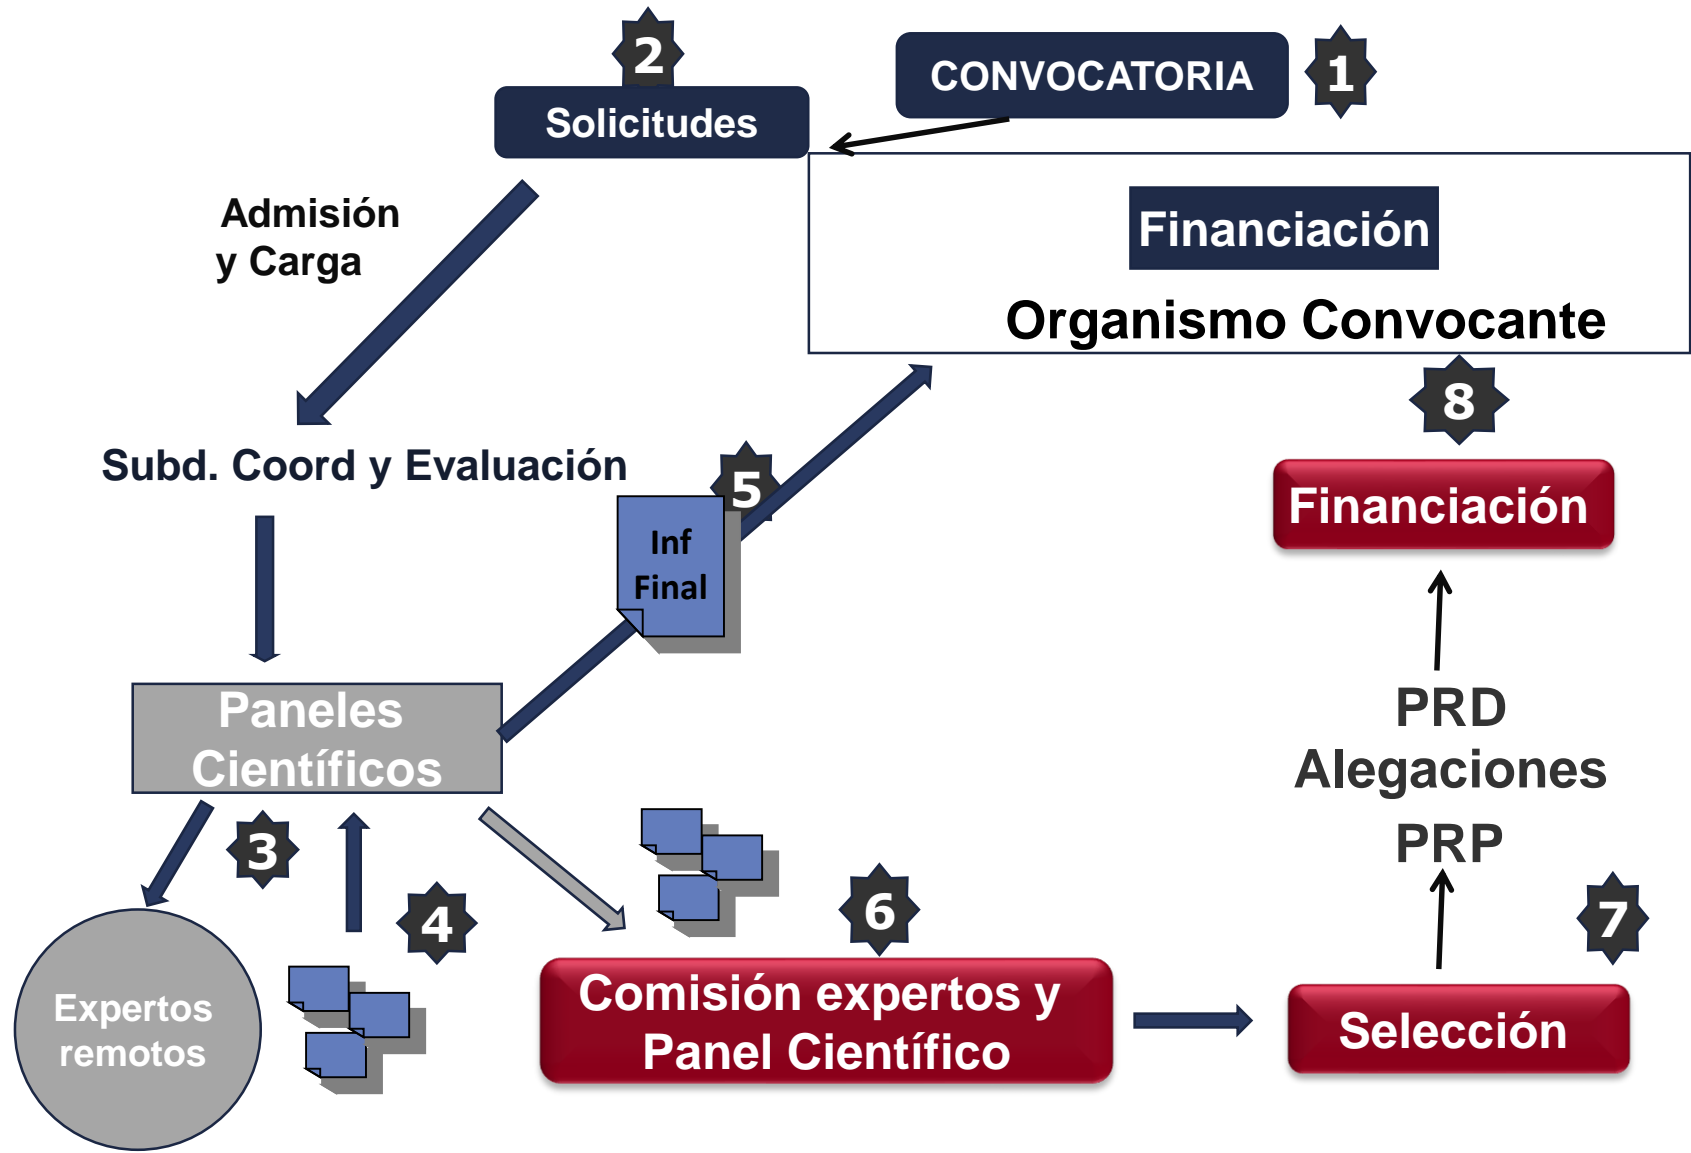 2
CONVOCATORIA
1
Solicitudes
Admisión
y Carga
Financiación
Organismo Convocante
8
Subd. Coord y Evaluación
5
Financiación
Inf
Final
Paneles
Científicos
PRD
Alegaciones
PRP
3
4
6
7
Expertos
remotos
Comisión expertos y
Panel Científico
Selección